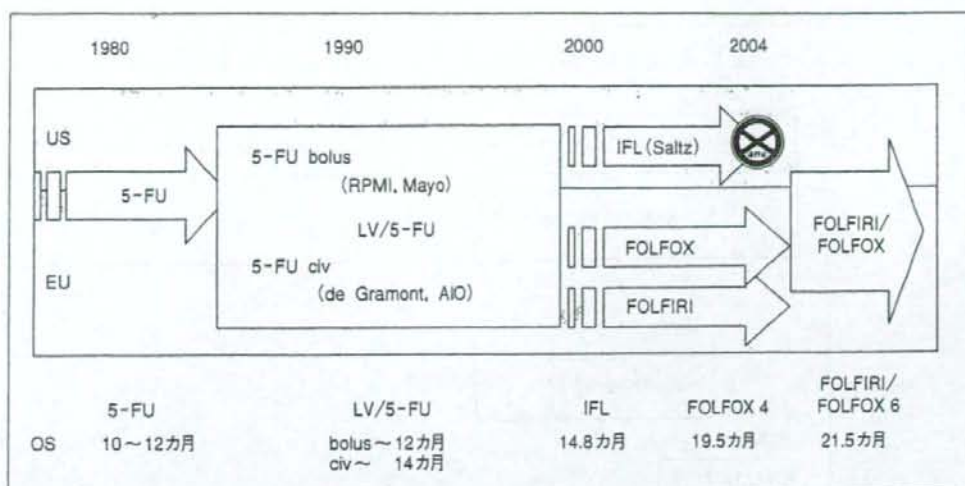 1980 1990 2000 2004
US
5-FU
EU
5-FU bolus
(RPMI, Mayo)
LV/5-FU
5-FU civ
(de Gramont, AIO)
IFL (Saltz)
FOLFOX
FOLFIRI
FOLFIRI/
FOLFOX
5-FU LV/5-FU IFL FOLFOX 4 FOLFIRI/
FOLFOX 6
OS 10～12カ月 bolus～12カ月 14.8カ月 19.5カ月 21.5カ月
civ～ 14カ月